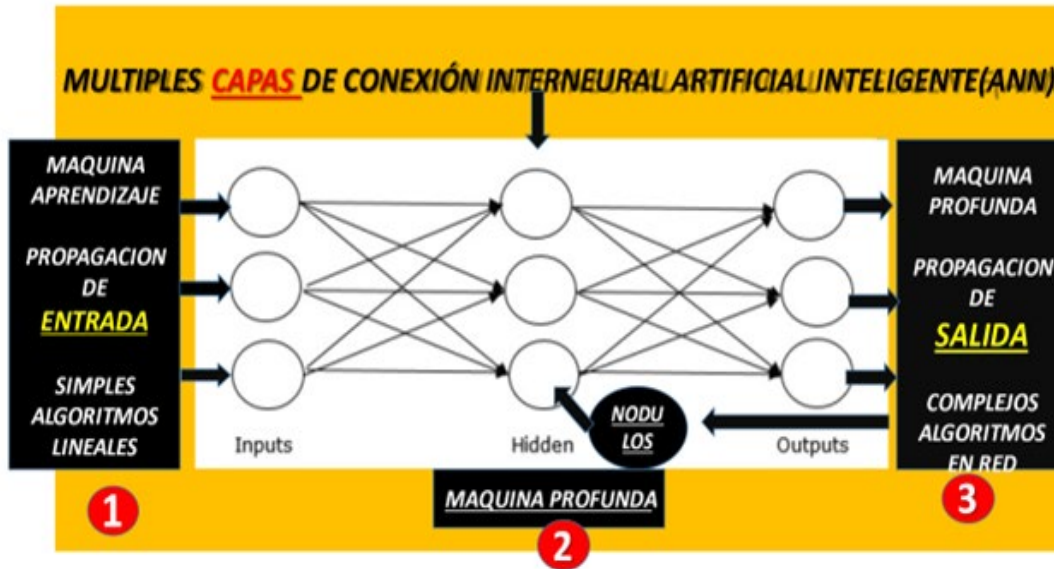 MULTIPLES CAPAS DE CONEXIÓN INTERNEURAL ARTIFICIAL INTELIGENTE(ANN)
MAQUINA
APRENDIZAJE
PROPAGACION
DE
ENTRADA
SIMPLES
ALGORITMOS
LINEALES
1
Inputs
Hidden
Outputs
NODU
LOS
MAQUINA PROFUNDA
2
MAQUINA
PROFUNDA
PROPAGACION
DE
SALIDA
COMPLEJOS
ALGORITMOS
EN RED
3